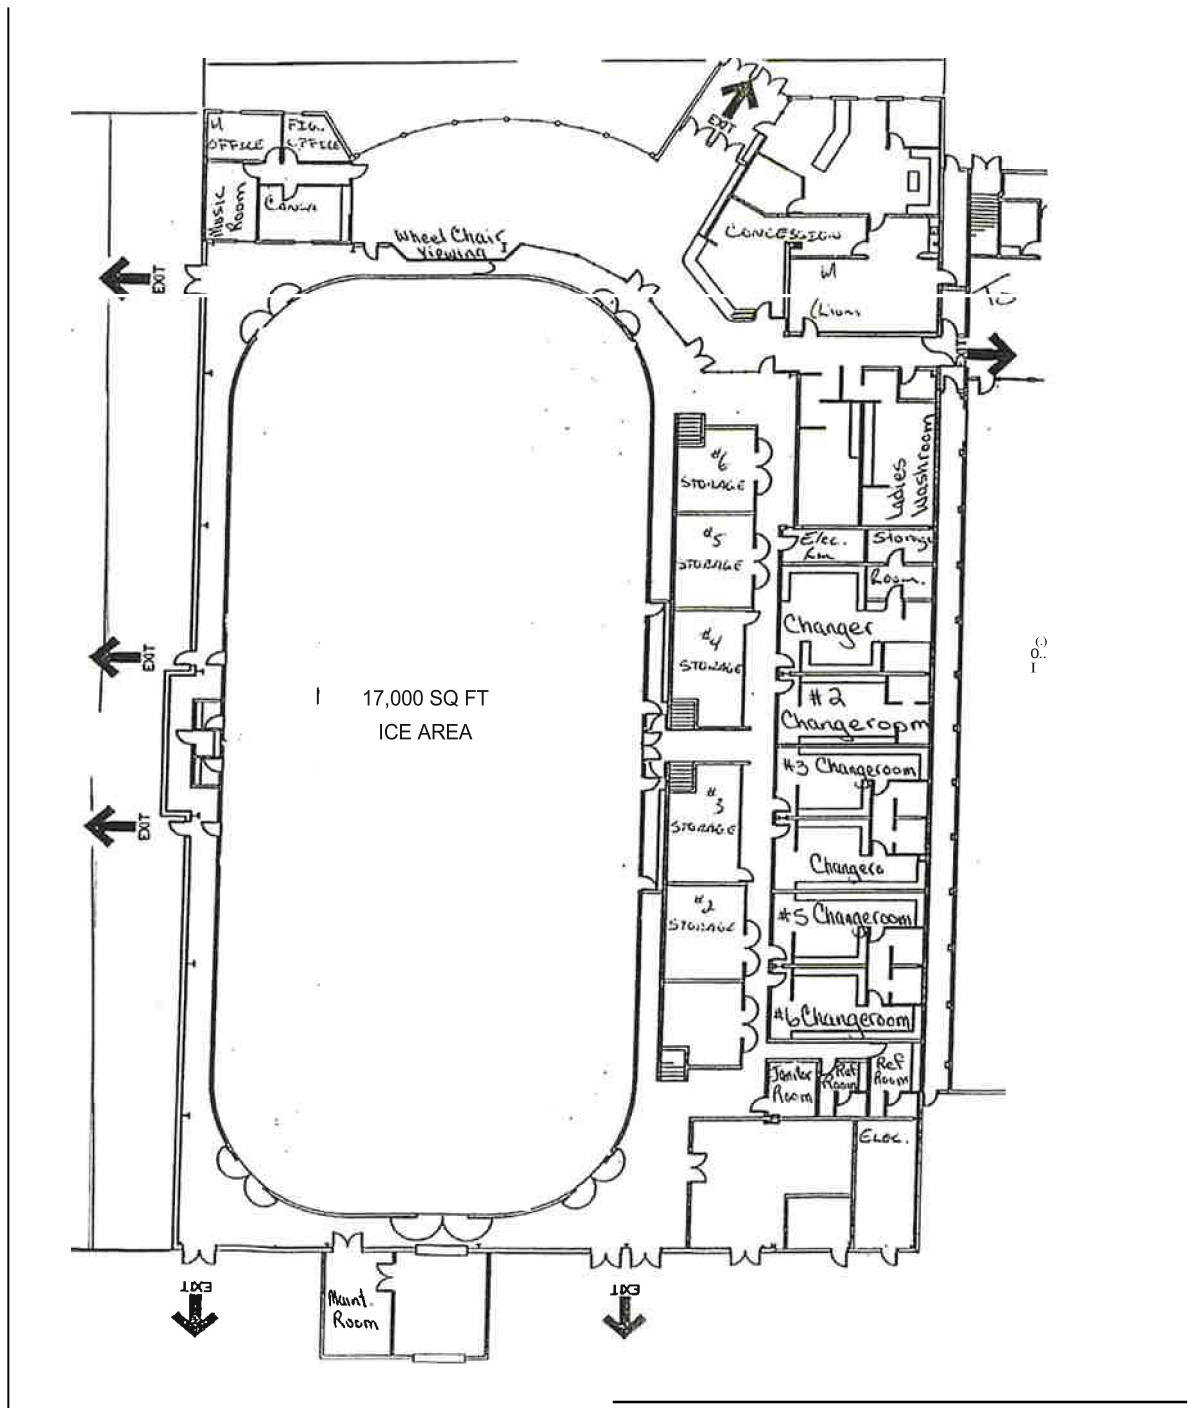 EXIT
OFFICE
FIG.
OFFICE
Music
Room
Wheel Chair
Viewing
CONCESSION
EXIT
(Lions
#6
STORAGE
Ladies
Washroom
#5
STORAGE
Elec.
Rm
Storage
Room.
#4
STORAGE
Changer
EXIT
17,000 SQ FT
ICE AREA
#2
Changeroom
#3 Changeroom
#3
STORAGE
EXIT
Changero
#2
STORAGE
#5 Changeroom
#6 Changeroom
Janitor
Room
Ref
Room
Ref
Room
ELEC.
EXIT
EXIT
Maint.
Room